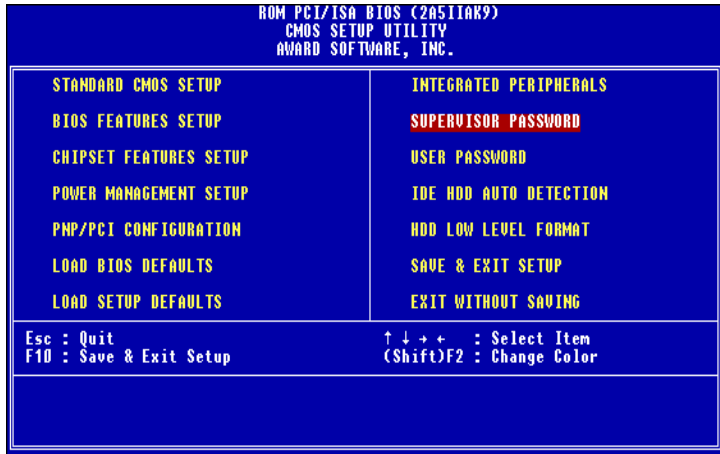 ROM PCI/ISA BIOS (2A5IIAK9)
CMOS SETUP UTILITY
AWARD SOFTWARE, INC.
STANDARD CMOS SETUP
BIOS FEATURES SETUP
CHIPSET FEATURES SETUP
POWER MANAGEMENT SETUP
PNP/PCI CONFIGURATION
LOAD BIOS DEFAULTS
LOAD SETUP DEFAULTS
INTEGRATED PERIPHERALS
SUPERVISOR PASSWORD
USER PASSWORD
IDE HDD AUTO DETECTION
HDD LOW LEVEL FORMAT
SAVE & EXIT SETUP
EXIT WITHOUT SAVING
Esc : Quit
F10 : Save & Exit Setup
↑ ↓ → ← : Select Item
(Shift)F2 : Change Color